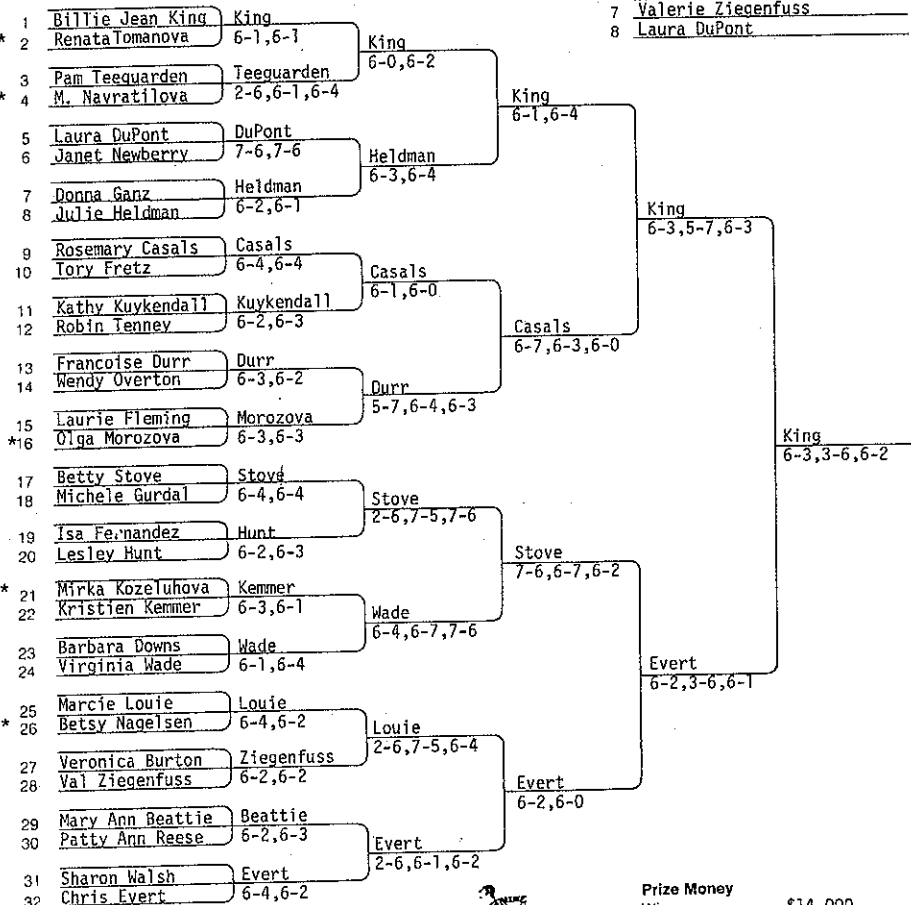 7 Valerie Ziegenfuss
8 Laura DuPont
1 Billie Jean King
* 2 Renata Tomanova
3 Pam Teeguarden
* 4 M. Navratilova
5 Laura DuPont
6 Janet Newberry
7 Donna Ganz
8 Julie Heldman
9 Rosemary Casals
10 Tory Fretz
11 Kathy Kuykendall
12 Robin Tenney
13 Francoise Durr
14 Wendy Overton
15 Laurie Fleming
*16 Olga Morozova
17 Betty Stove
18 Michele Gurdal
19 Isa Fernandez
20 Lesley Hunt
* 21 Mirka Kozeluhova
22 Kristien Kemmer
23 Barbara Downs
24 Virginia Wade
25 Marcie Louie
* 26 Betsy Nagelsen
27 Veronica Burton
28 Val Ziegenfuss
29 Mary Ann Beattie
30 Patty Ann Reese
31 Sharon Walsh
32 Chris Evert
King
6-1,6-1
Teeguarden
2-6,6-1,6-4
DuPont
7-6,7-6
Heldman
6-2,6-1
Casals
6-4,6-4
Kuykendall
6-2,6-3
Durr
6-3,6-2
Morozova
6-3,6-3
Stove
6-4,6-4
Hunt
6-2,6-3
Kemmer
6-3,6-1
Wade
6-1,6-4
Louie
6-4,6-2
Ziegenfuss
6-2,6-2
Beattie
6-2,6-3
Evert
6-4,6-2
King
6-0,6-2
Heldman
6-3,6-4
Casals
6-1,6-0
Durr
5-7,6-4,6-3
Stove
2-6,7-5,7-6
Wade
6-4,6-7,7-6
Louie
2-6,7-5,6-4
Evert
2-6,6-1,6-2
King
6-1,6-4
Casals
6-7,6-3,6-0
Stove
7-6,6-7,6-2
Evert
6-2,6-0
King
6-3,5-7,6-3
Evert
6-2,3-6,6-1
King
6-3,3-6,6-2
Prize Money
$14,000